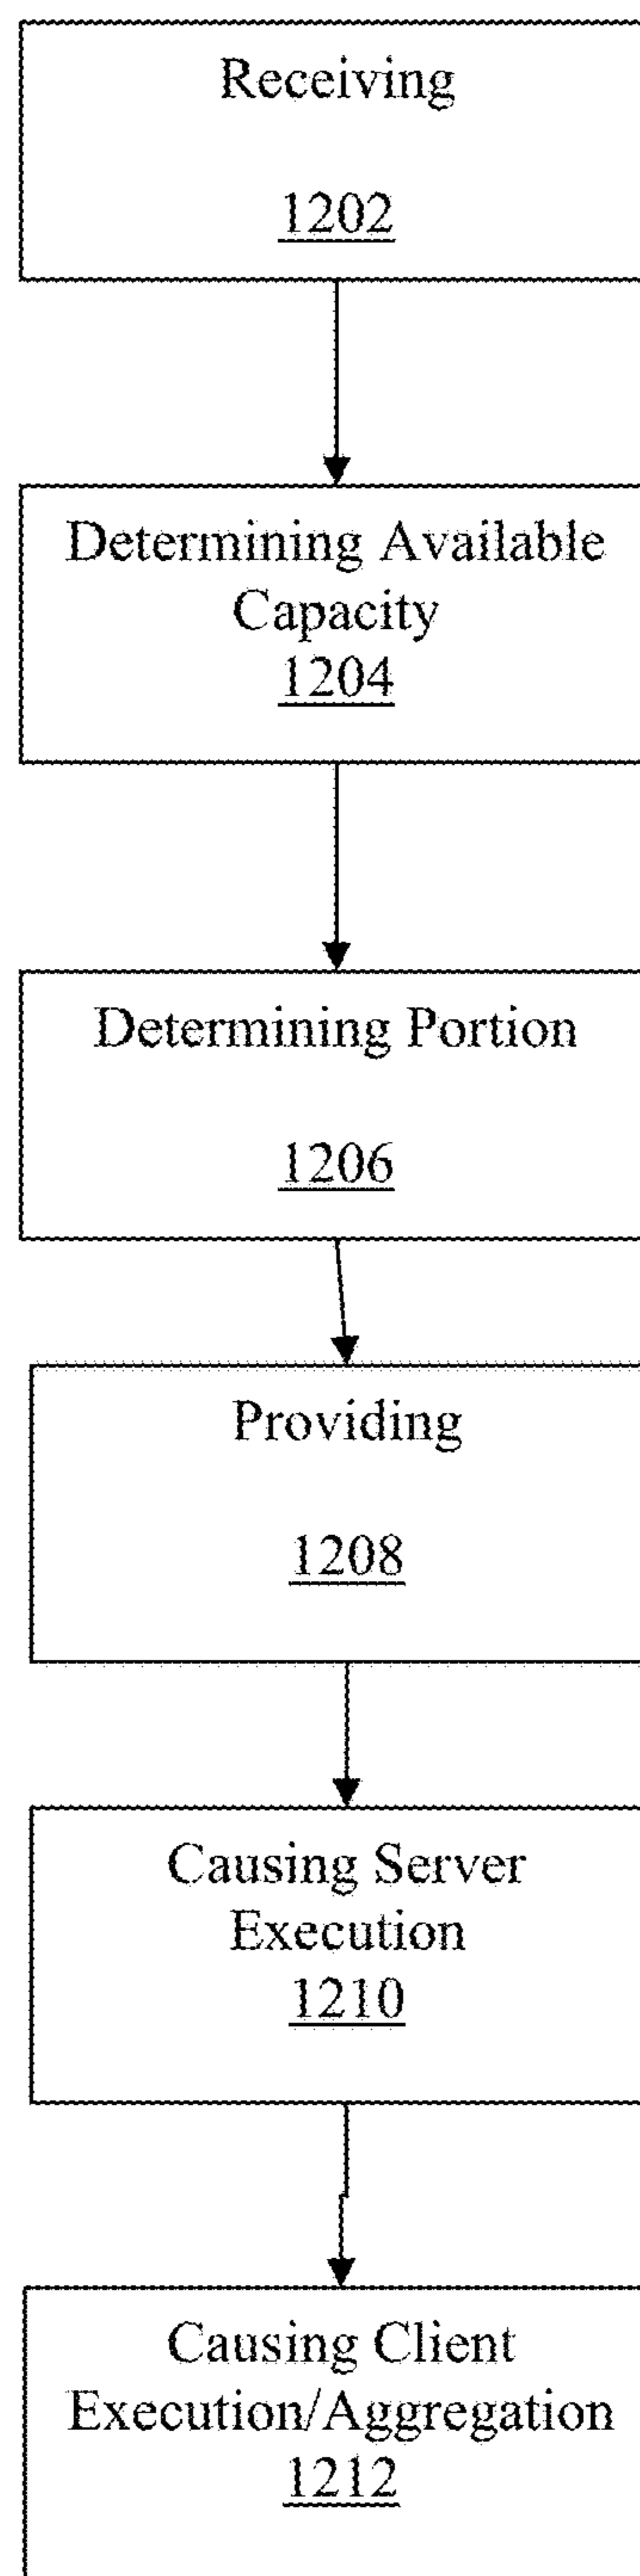 Receiving
1202
Determining Available
Capacity
1204
Determining Portion
1206
Providing
1208
Causing Server
Execution
1210
Causing Client
Execution/Aggregation
1212